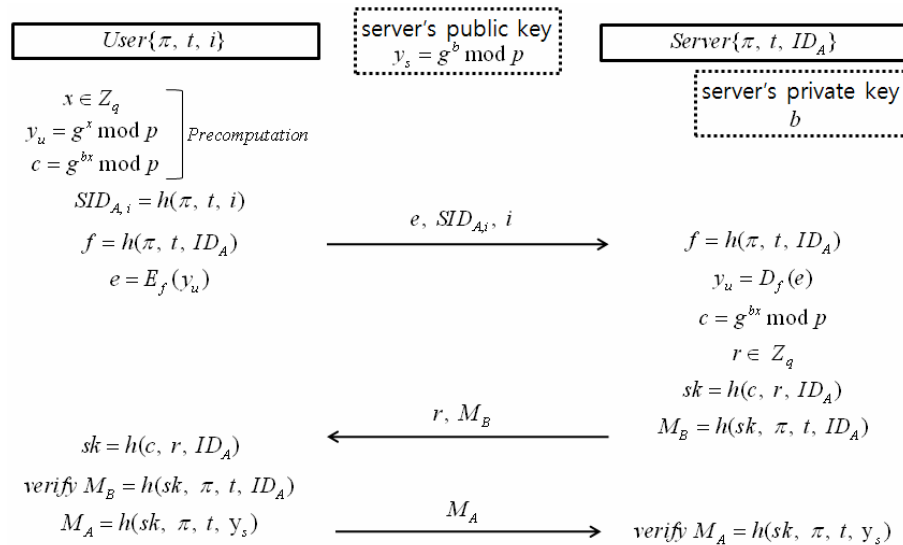 User{π, t, i}
server's public key
y_s = g^b mod p
Server{π, t, ID_A}
server's private key
b
x ∈ Z_q
y_u = g^x mod p
c = g^{bx} mod p
Precomputation
SID_{A,i} = h(π, t, i)
f = h(π, t, ID_A)
e = E_f(y_u)
e, SID_{A,i}, i
f = h(π, t, ID_A)
y_u = D_f(e)
c = g^{bx} mod p
r ∈ Z_q
sk = h(c, r, ID_A)
M_B = h(sk, π, t, ID_A)
r, M_B
sk = h(c, r, ID_A)
verify M_B = h(sk, π, t, ID_A)
M_A = h(sk, π, t, y_s)
M_A
verify M_A = h(sk, π, t, y_s)